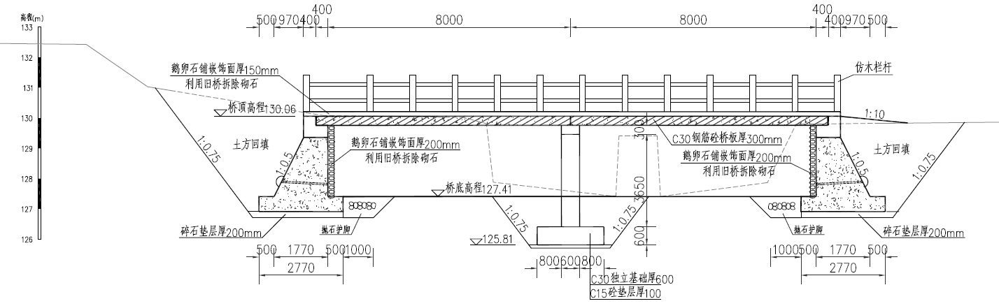 高程(m)
133
132
131
130
129
128
127
126
400
500
970
400
8000
8000
400
400
970
500
鹅卵石铺嵌饰面厚150mm
利用旧桥拆除砌石
仿木栏杆
桥顶高程130.06
1:10
300
C30钢筋砼桥板厚300mm
土方回填
鹅卵石铺嵌饰面厚200mm
利用旧桥拆除砌石
鹅卵石铺嵌饰面厚200mm
利用旧桥拆除砌石
土方回填
1:0.75
1:0.5
1:0.5
1:0.75
桥底高程127.41
3650
1:0.75
1:0.75
碎石垫层厚200mm
抛石护脚
125.81
600
抛石护脚
碎石垫层厚200mm
500
1770
500
1000
2770
800
600
800
1000
500
1770
500
2770
C30独立基础厚600
C15砼垫层厚100